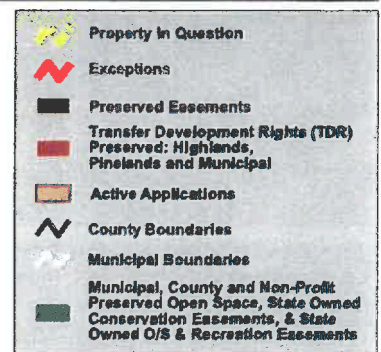 Property In Question
Exceptions
Preserved Easements
Transfer Development Rights (TDR)
Preserved: Highlands,
Pinelands and Municipal
Active Applications
County Boundaries
Municipal Boundaries
Municipal, County and Non-Profit
Preserved Open Space, State Owned
Conservation Easements, & State
Owned O/S & Recreation Easements